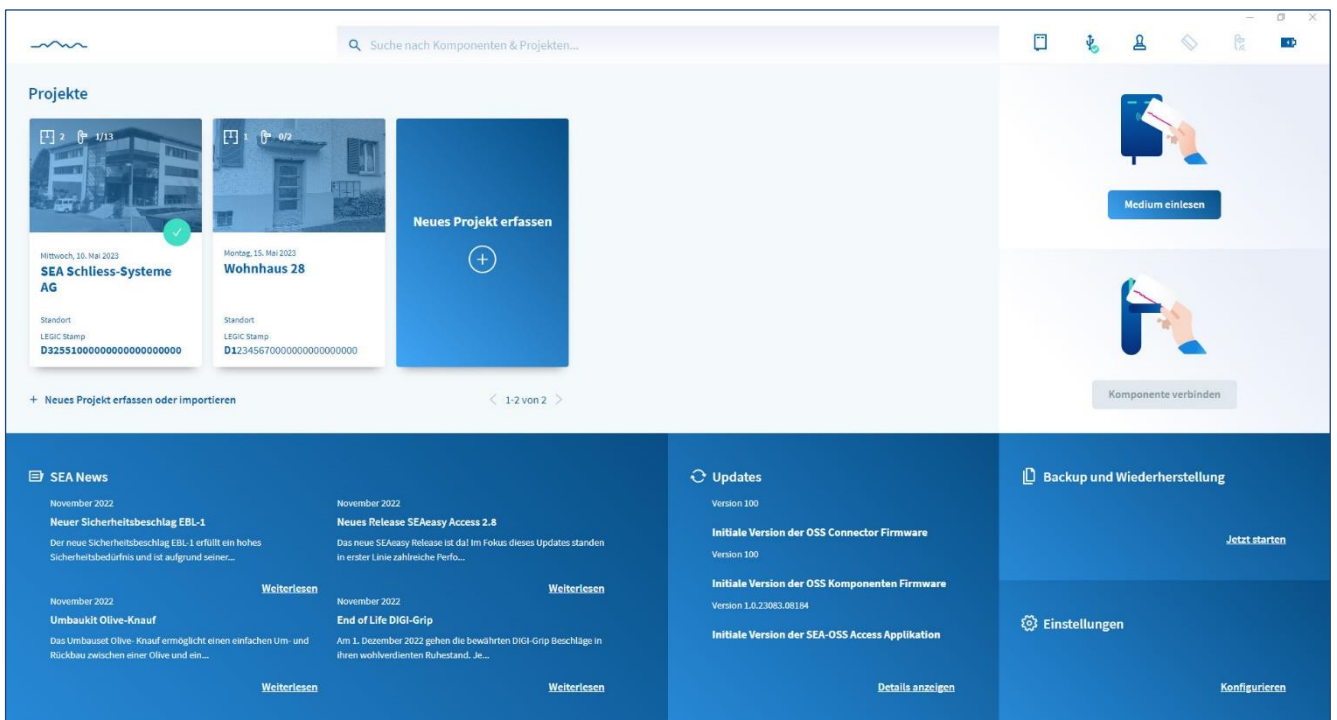 Suche nach Komponenten & Projekten...
Projekte
2 1/13
1 0/2
Mittwoch, 10. Mai 2023
SEA Schliess-Systeme
AG
Standort
LEGIC Stamp
D3255100000000000000000
Montag, 15. Mai 2023
Wohnhaus 28
Standort
LEGIC Stamp
D12345670000000000000000
Neues Projekt erfassen
+ Neues Projekt erfassen oder importieren
< 1-2 von 2 >
Medium einlesen
Komponente verbinden
SEA News
November 2022
Neuer Sicherheitsbeschlag EBL-1
Der neue Sicherheitsbeschlag EBL-1 erfüllt ein hohes
Sicherheitsbedürfnis und ist aufgrund seiner...
Weiterlesen
November 2022
Neues Release SEAeasy Access 2.8
Das neue SEAeasy Release ist da! Im Fokus dieses Updates standen
in erster Linie zahlreiche Perfo...
Weiterlesen
November 2022
Umbaukit Olive-Knauf
Das Umbauset Olive- Knauf ermöglicht einen einfachen Um- und
Rückbau zwischen einer Olive und ein...
Weiterlesen
November 2022
End of Life DIGI-Grip
Am 1. Dezember 2022 gehen die bewährten DIGI-Grip Beschläge in
ihren wohlverdienten Ruhestand. Je...
Weiterlesen
Updates
Version 100
Initiale Version der OSS Connector Firmware
Version 100
Initiale Version der OSS Komponenten Firmware
Version 1.0.23083.08184
Initiale Version der SEA-OSS Access Applikation
Details anzeigen
Backup und Wiederherstellung
Jetzt starten
Einstellungen
Konfigurieren